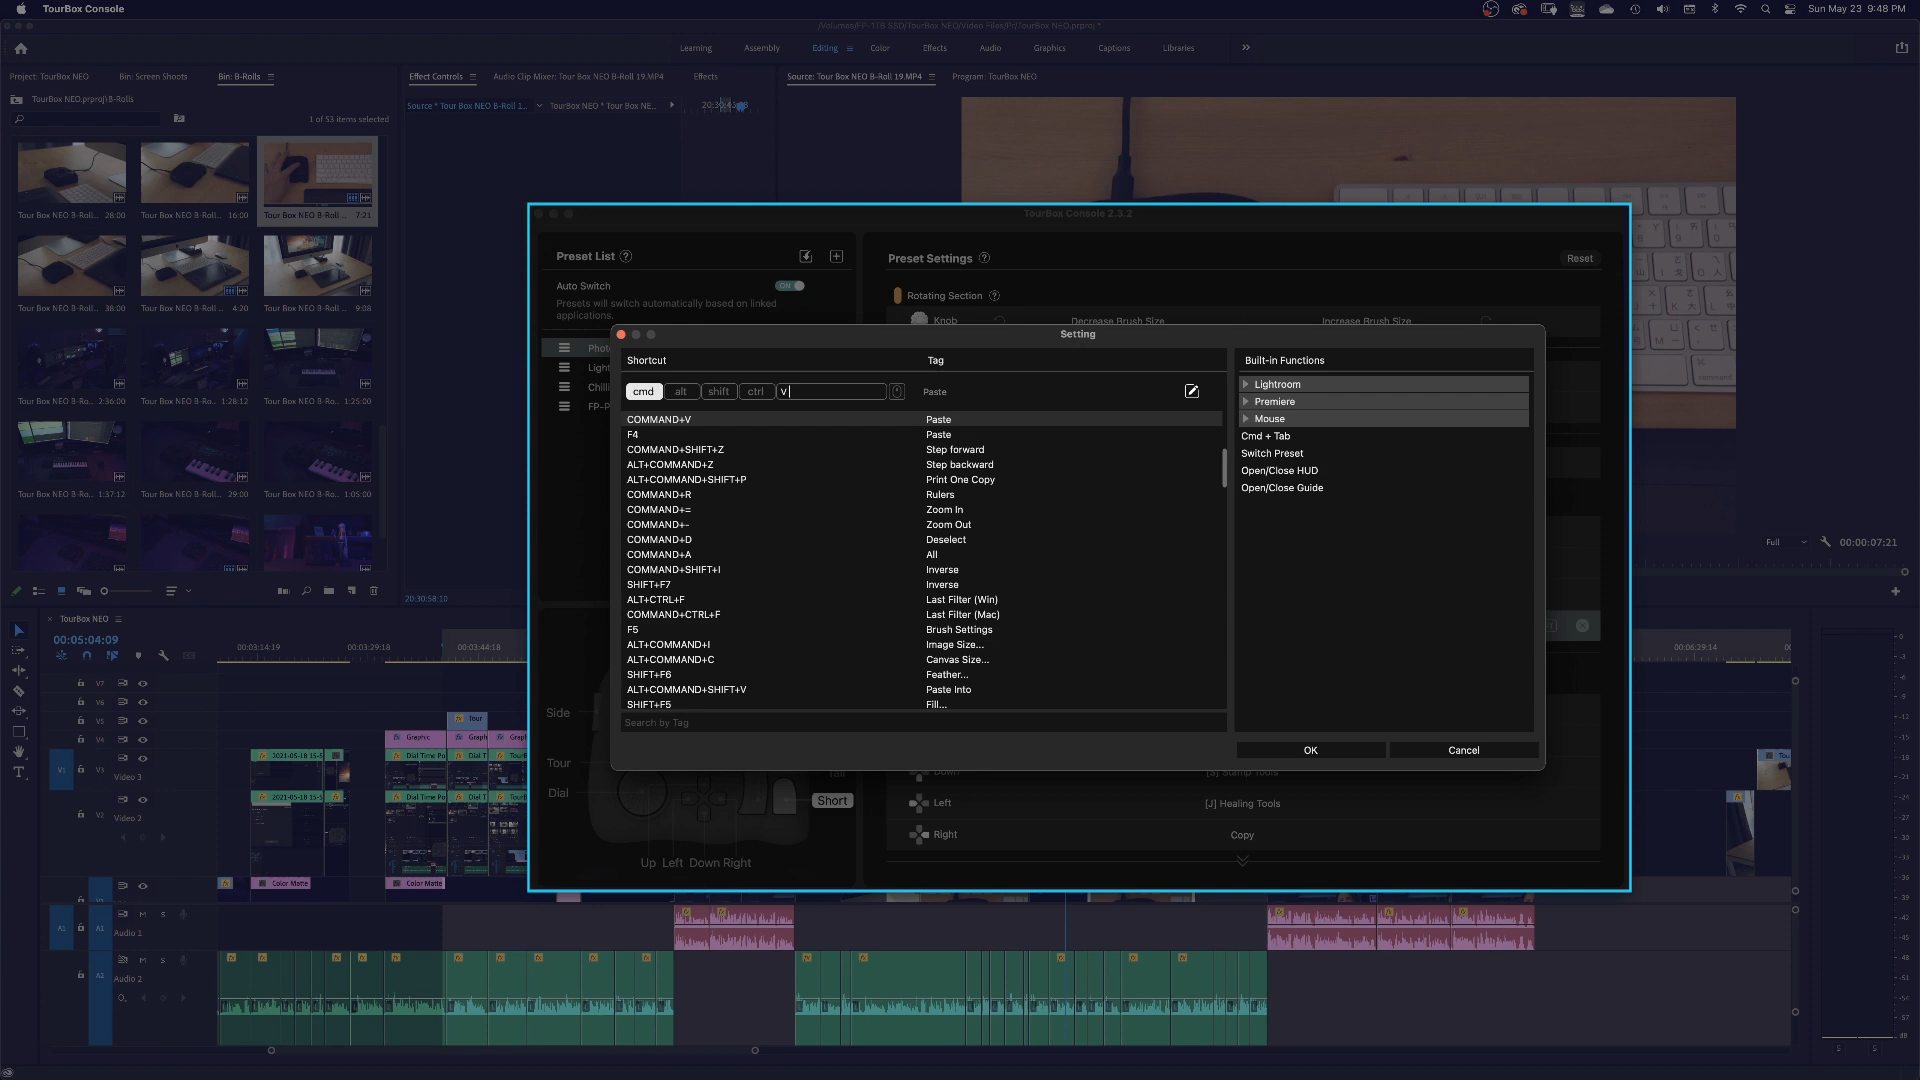 TourBox Console
Sun May 23 9:48 PM
/Volumes/FP-1TB SSD/TourBox NEO/Video Files/Pr/TourBox NEO.prproj *
Learning
Assembly
Editing
Color
Effects
Audio
Graphics
Captions
Libraries
Project: TourBox NEO
Bin: Screen Shoots
Bin: B-Rolls
Effect Controls
Audio Clip Mixer: Tour Box NEO B-Roll 19.MP4
Effects
Source: Tour Box NEO B-Roll 19.MP4
Program: TourBox NEO
TourBox NEO.prproj\B-Rolls
Source * Tour Box NEO B-Roll 1...
TourBox NEO * Tour Box NE...
1 of 53 items selected
Tour Box NEO B-Roll... 28:00
Tour Box NEO B-Roll... 16:00
Tour Box NEO B-Roll ... 7:21
Tour Box NEO B-Roll... 38:00
Tour Box NEO B-Roll... 4:20
Tour Box NEO B-Roll ... 9:08
Tour Box NEO B-R... 2:36:00
Tour Box NEO B-R... 1:28:12
Tour Box NEO B-R... 1:25:00
Tour Box NEO B-Ro... 1:37:12
Tour Box NEO B-Roll... 29:00
Tour Box NEO B-R... 1:05:00
20:30:58:10
Full
00:00:07:21
TourBox Console 2.3.2
Preset List
Auto Switch
ON
Presets will switch automatically based on linked
applications.
Preset Settings
Reset
Rotating Section
Knob
Decrease Brush Size
Increase Brush Size
Setting
Shortcut
Tag
cmd alt shift ctrl v
Paste
COMMAND+V Paste
F4 Paste
COMMAND+SHIFT+Z Step forward
ALT+COMMAND+Z Step backward
ALT+COMMAND+SHIFT+P Print One Copy
COMMAND+R Rulers
COMMAND+= Zoom In
COMMAND+- Zoom Out
COMMAND+D Deselect
COMMAND+A All
COMMAND+SHIFT+I Inverse
SHIFT+F7 Inverse
ALT+CTRL+F Last Filter (Win)
COMMAND+CTRL+F Last Filter (Mac)
F5 Brush Settings
ALT+COMMAND+I Image Size...
ALT+COMMAND+C Canvas Size...
SHIFT+F6 Feather...
ALT+COMMAND+SHIFT+V Paste Into
SHIFT+F5 Fill...
Search by Tag
Built-in Functions
Lightroom
Premiere
Mouse
Cmd + Tab
Switch Preset
Open/Close HUD
Open/Close Guide
OK
Cancel
Side
Tour
Dial
Tall
Short
Up Left Down Right
Down
[S] Stamp Tools
Left
[J] Healing Tools
Right
Copy
TourBox NEO
00:05:04:09
00:03:14:19
00:03:29:18
00:03:44:18
00:06:29:14
V7
V6
V5
V4
V1
V3
Video 3
V2
Video 2
V1
A1
A1
M S
Audio 1
A2
M S
Audio 2
Tour
Graphic
Graph
Grap
2021-05-18 15-5
Dial Time Po
Dial T
2021-05-18 15-5
Dial Time Po
Dial T
Color Matte
Color Matte